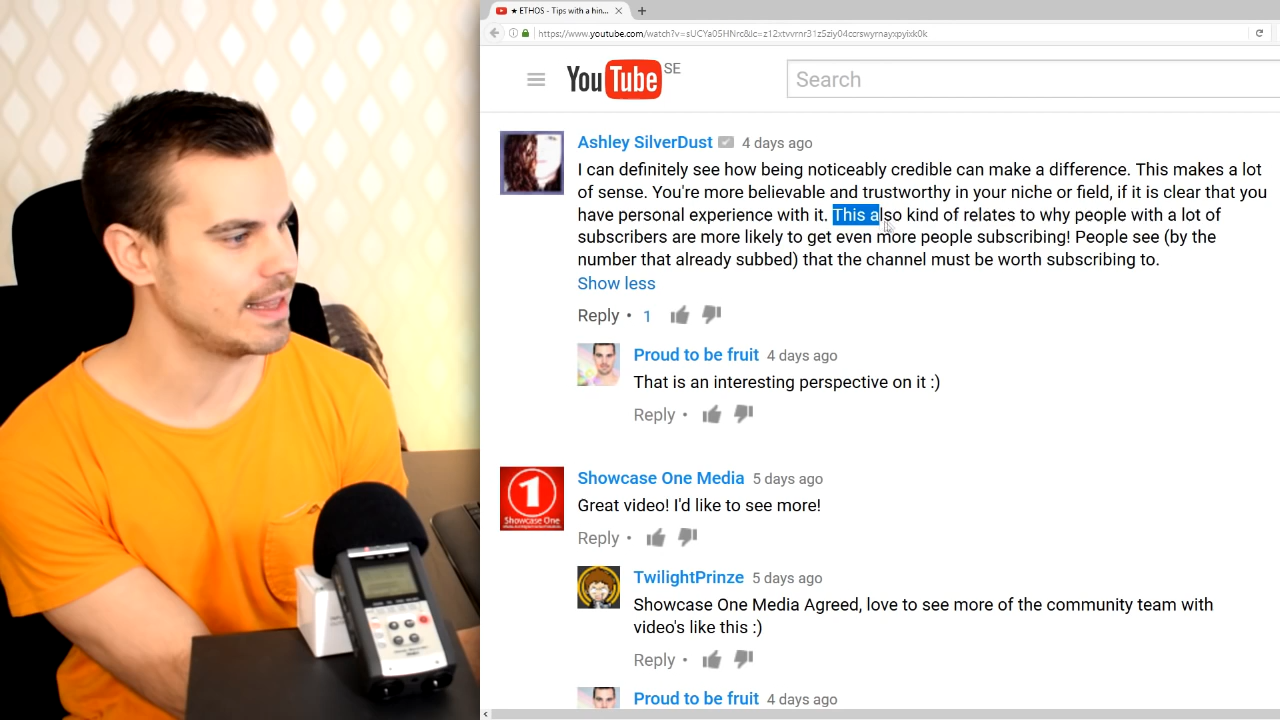 ★ ETHOS - Tips with a hin...
https://www.youtube.com/watch?v=
YouTube SE
Search
Ashley SilverDust 4 days ago
I can definitely see how being noticeably credible can make a difference. This makes a lot
of sense. You're more believable and trustworthy in your niche or field, if it is clear that you
have personal experience with it. This also kind of relates to why people with a lot of
subscribers are more likely to get even more people subscribing! People see (by the
number that already subbed) that the channel must be worth subscribing to.
Show less
Reply • 1
Proud to be fruit 4 days ago
That is an interesting perspective on it :)
Reply •
1
Showcase One
Showcase One Media 5 days ago
Great video! I'd like to see more!
Reply •
TwilightPrinze 5 days ago
Showcase One Media Agreed, love to see more of the community team with
video's like this :)
Reply •
Proud to be fruit 4 days ago